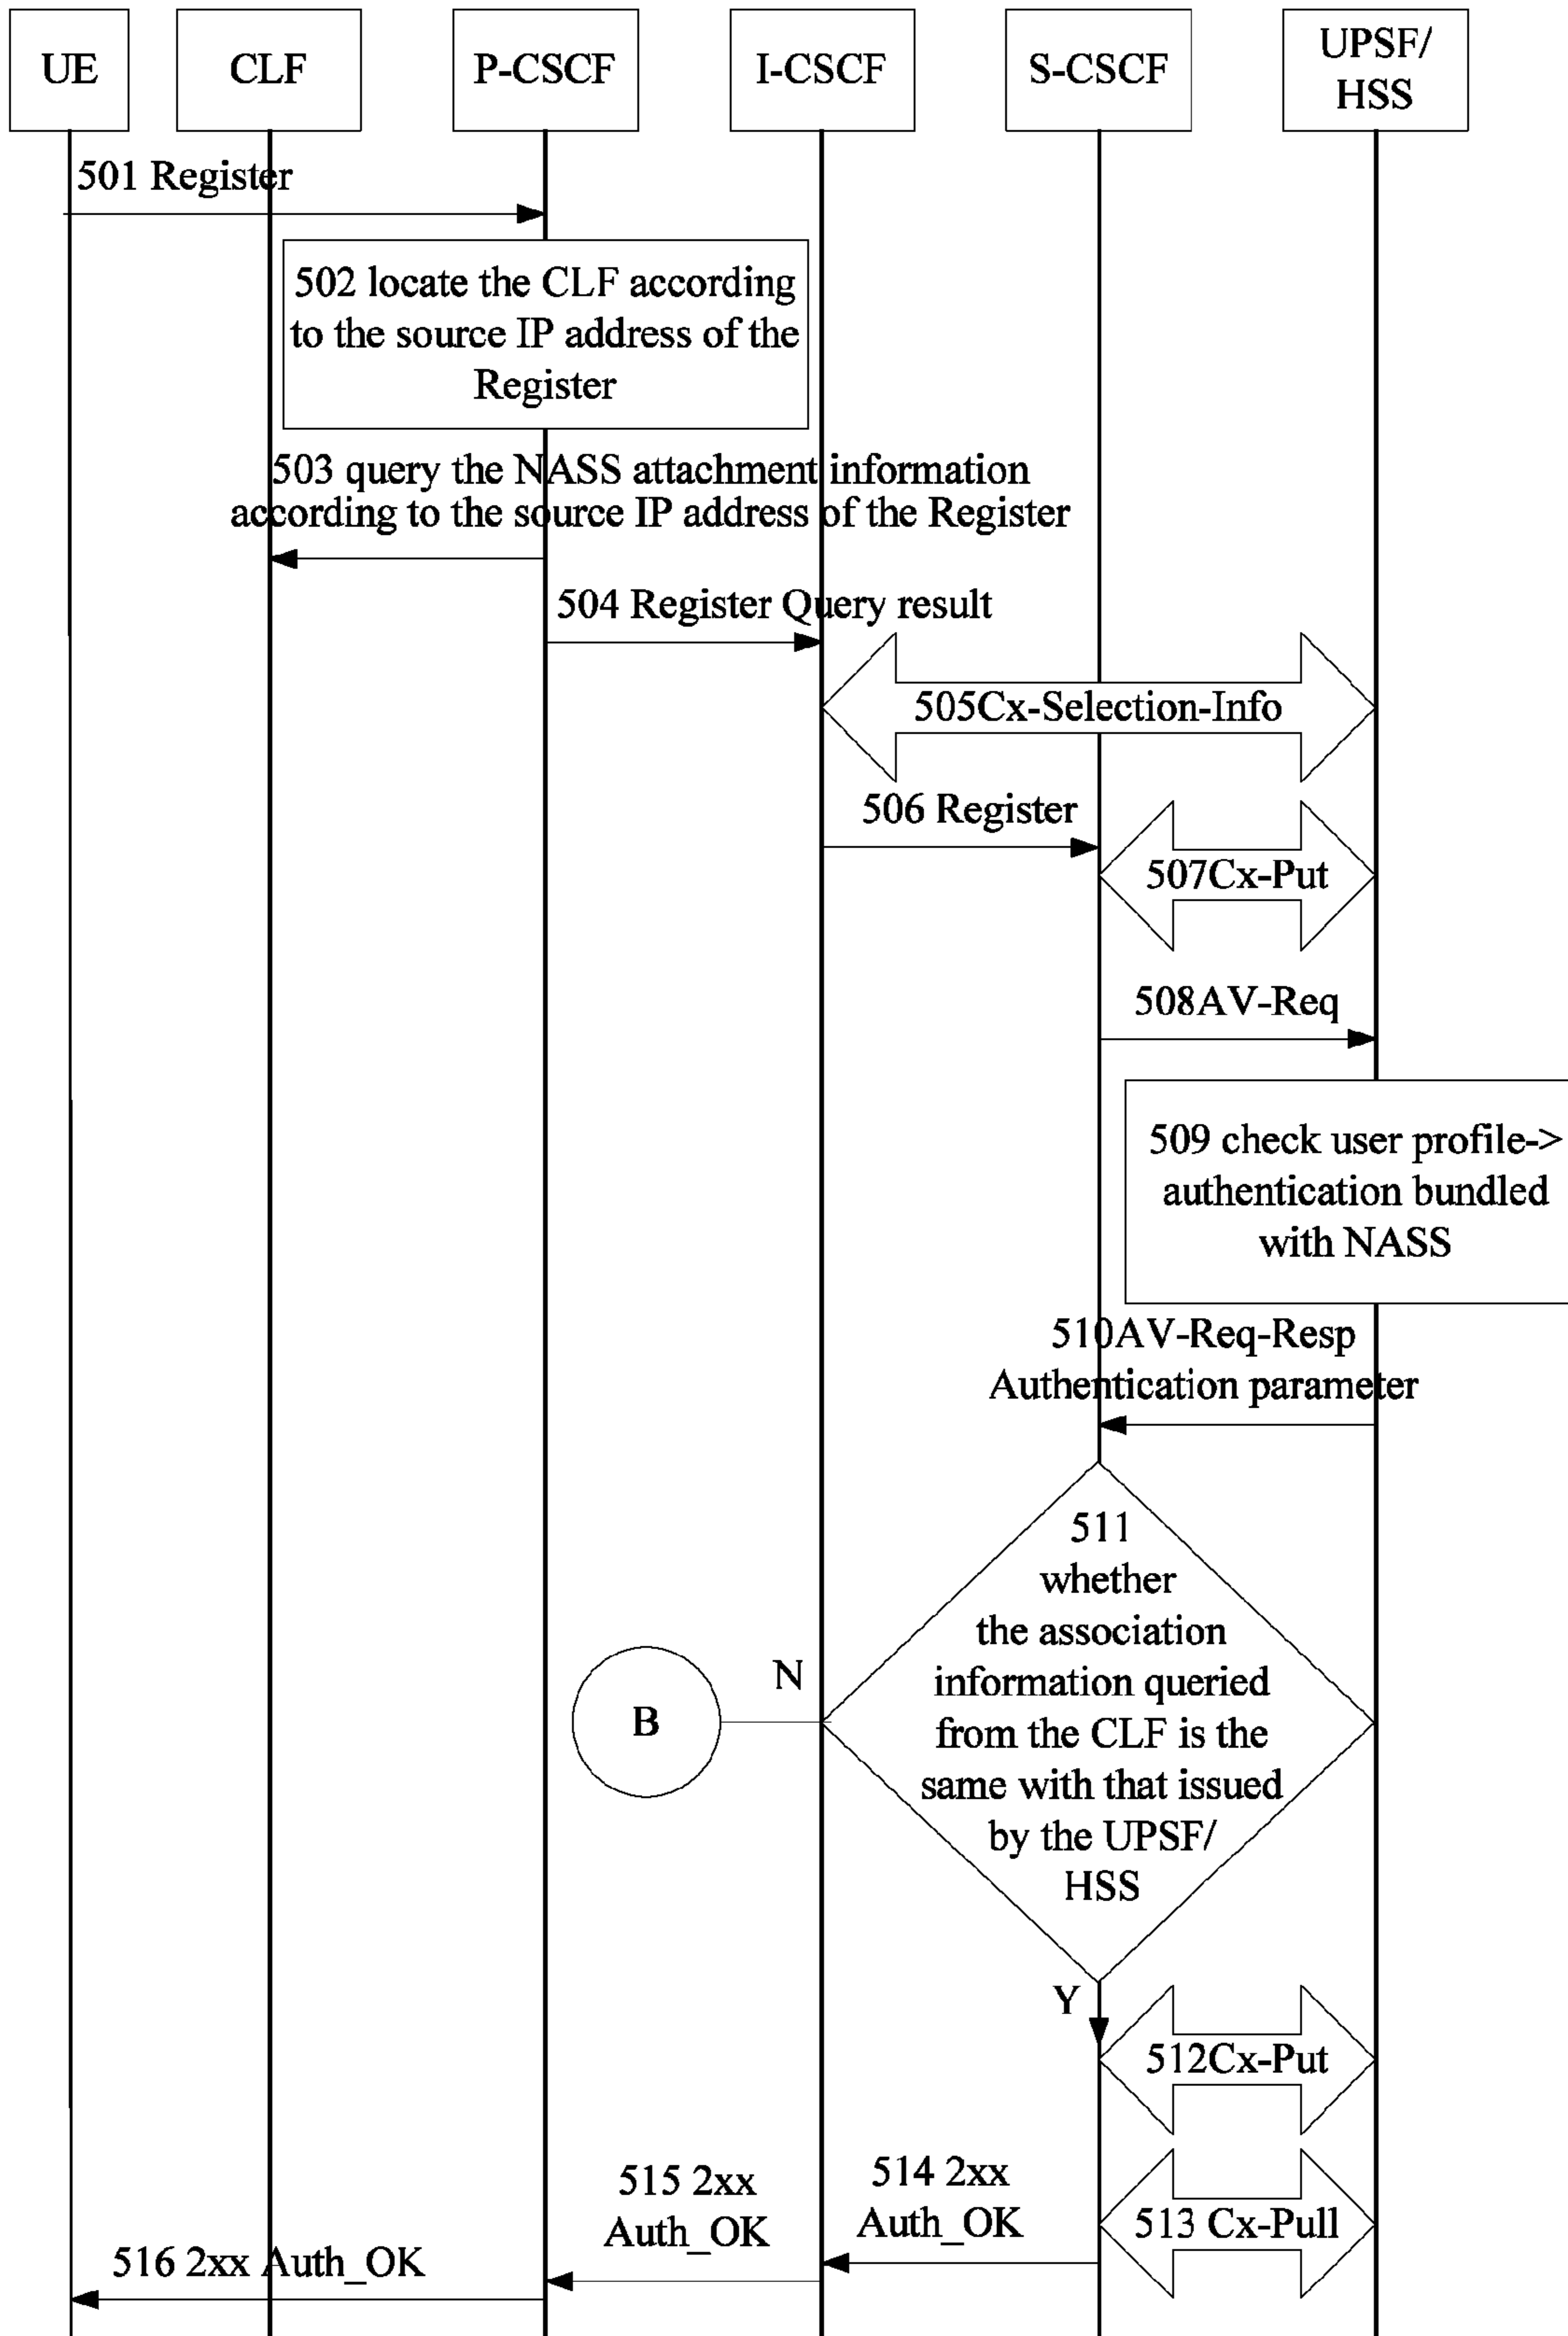 UE
CLF
P-CSCF
I-CSCF
S-CSCF
UPSF/
HSS
501 Register
502 locate the CLF according
to the source IP address of the
Register
503 query the NASS attachment information
according to the source IP address of the Register
504 Register Query result
505Cx-Selection-Info
506 Register
507Cx-Put
508AV-Req
509 check user profile->
authentication bundled
with NASS
510AV-Req-Resp
Authentication parameter
511
whether
the association
information queried
from the CLF is the
same with that issued
by the UPSF/
HSS
N
B
Y
512Cx-Put
513 Cx-Pull
514 2xx
Auth_OK
515 2xx
Auth_OK
516 2xx Auth_OK